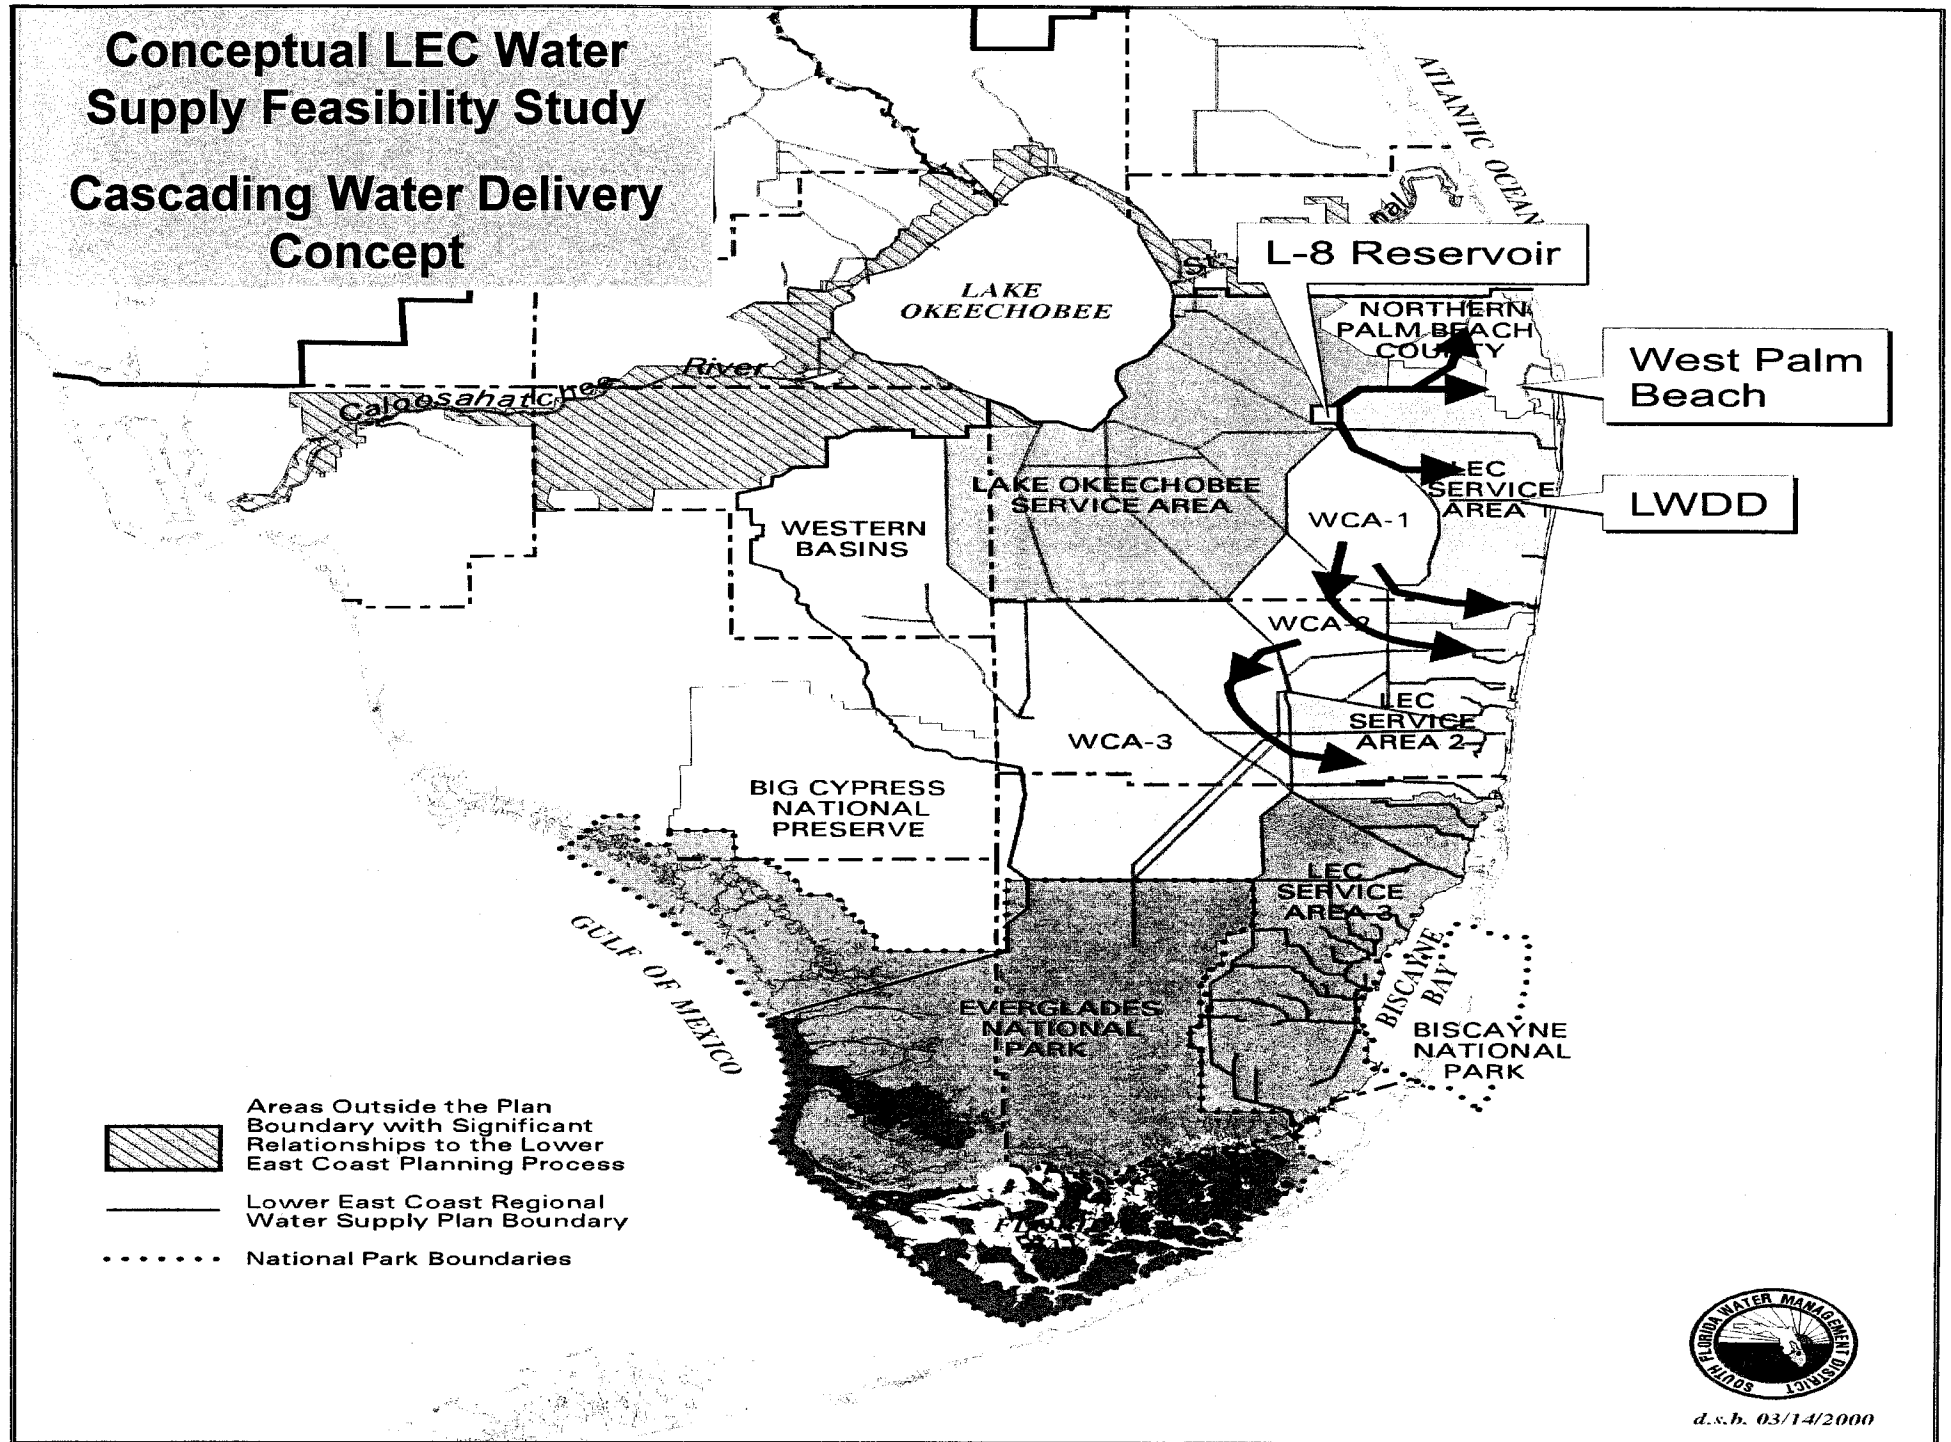 Conceptual LEC Water
Supply Feasibility Study
Cascading Water Delivery
Concept
ATLANTIC OCEAN
nal
St.
L-8 Reservoir
LAKE
OKEECHOBEE
NORTHERN
PALM BEACH
COUNTY
West Palm
Beach
Caloosahatchee River
LEC
SERVICE
AREA 1
LWDD
LAKE OKEECHOBEE
SERVICE AREA
WCA-1
WESTERN
BASINS
WCA-2
LEC
SERVICE
AREA 2
WCA-3
BIG CYPRESS
NATIONAL
PRESERVE
LEC
SERVICE
AREA 3
GULF OF MEXICO
BISCAYNE
BAY
EVERGLADES
NATIONAL
PARK
BISCAYNE
NATIONAL
PARK
Areas Outside the Plan
Boundary with Significant
Relationships to the Lower
East Coast Planning Process
Lower East Coast Regional
Water Supply Plan Boundary
National Park Boundaries
SOUTH FLORIDA WATER MANAGEMENT DISTRICT
d.s.b. 03/14/2000